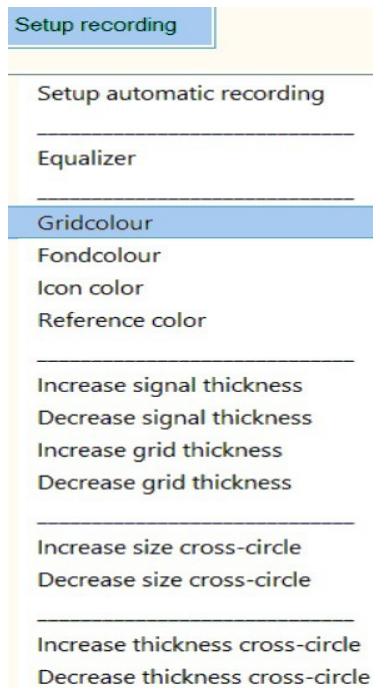 Setup recording
Setup automatic recording
Equalizer
Gridcolour
Fondcolour
Icon color
Reference color
Increase signal thickness
Decrease signal thickness
Increase grid thickness
Decrease grid thickness
Increase size cross-circle
Decrease size cross-circle
Increase thickness cross-circle
Decrease thickness cross-circle